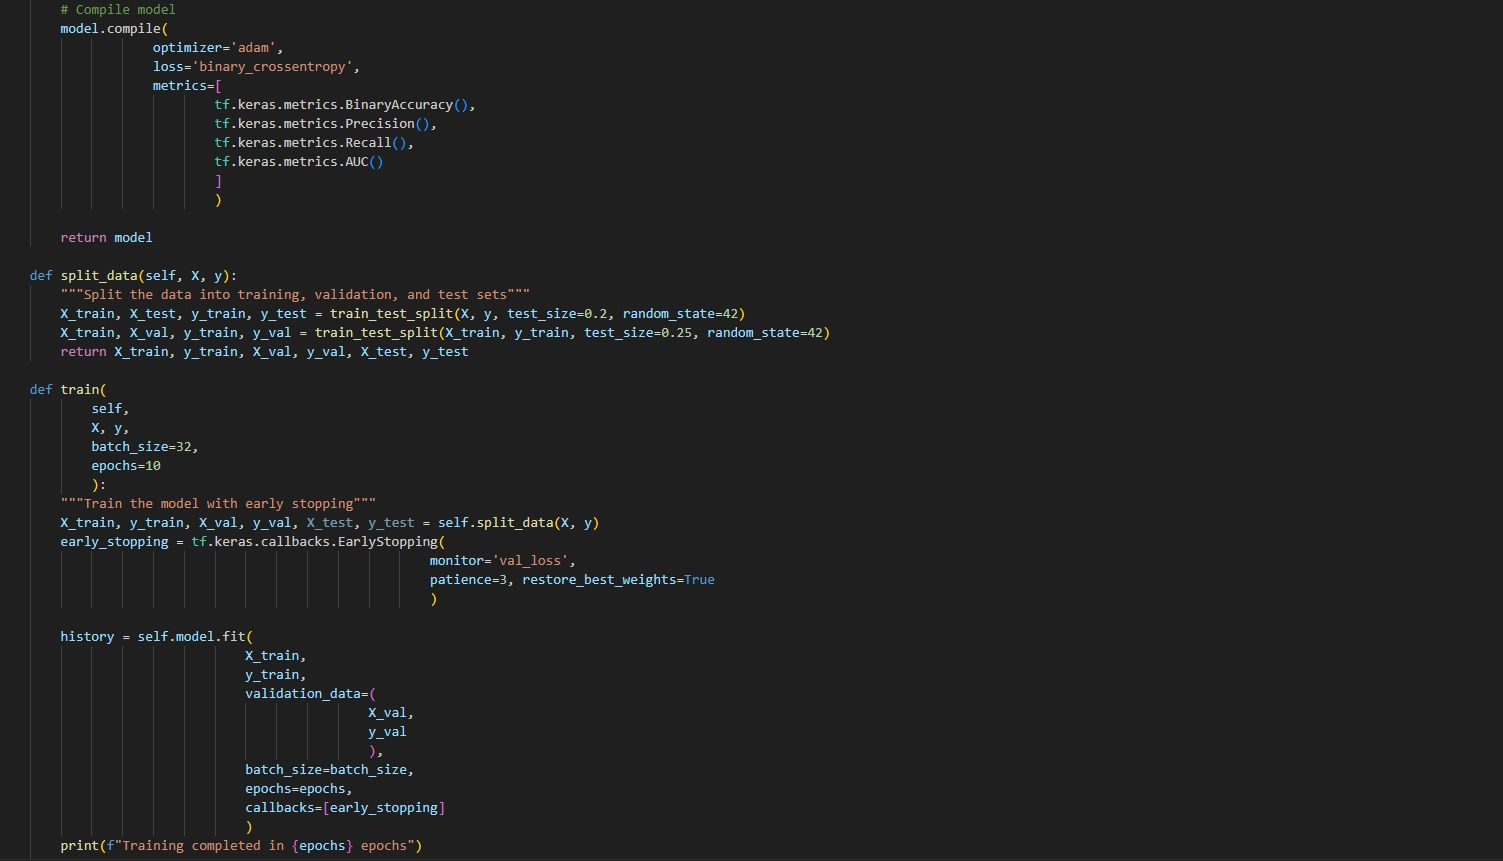 # Compile model
model.compile(
optimizer='adam',
loss='binary_crossentropy',
metrics=[
tf.keras.metrics.BinaryAccuracy(),
tf.keras.metrics.Precision(),
tf.keras.metrics.Recall(),
tf.keras.metrics.AUC()
]
)
return model
def split_data(self, X, y):
"""Split the data into training, validation, and test sets"""
X_train, X_test, y_train, y_test = train_test_split(X, y, test_size=0.2, random_state=42)
X_train, X_val, y_train, y_val = train_test_split(X_train, y_train, test_size=0.25, random_state=42)
return X_train, y_train, X_val, y_val, X_test, y_test
def train(
self,
X, y,
batch_size=32,
epochs=10
):
"""Train the model with early stopping"""
X_train, y_train, X_val, y_val, X_test, y_test = self.split_data(X, y)
early_stopping = tf.keras.callbacks.EarlyStopping(
monitor='val_loss',
patience=3, restore_best_weights=True
)
history = self.model.fit(
X_train,
y_train,
validation_data=(
X_val,
y_val
),
batch_size=batch_size,
epochs=epochs,
callbacks=[early_stopping]
)
print(f"Training completed in {epochs} epochs")